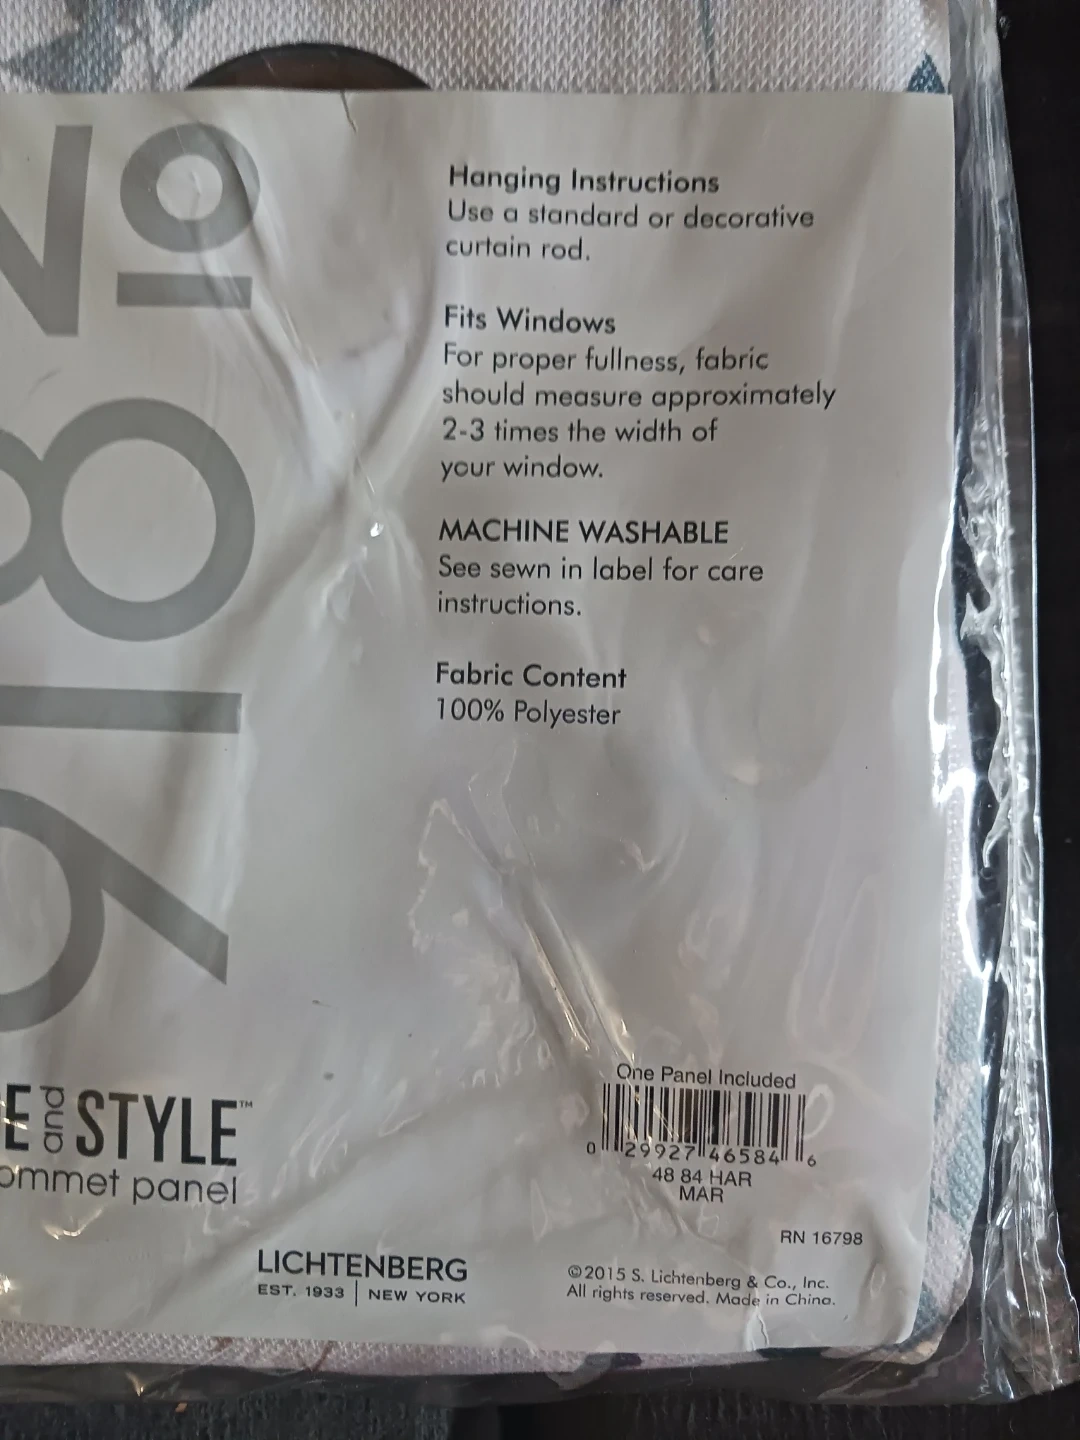 No 918
Hanging Instructions
Use a standard or decorative
curtain rod.
Fits Windows
For proper fullness, fabric
should measure approximately
2-3 times the width of
your window.
MACHINE WASHABLE
See sewn in label for care
instructions.
Fabric Content
100% Polyester
E and STYLE™
ommet panel
One Panel Included
0 29927 46584 6
48 84 HAR
MAR
RN 16798
LICHTENBERG
EST. 1933 | NEW YORK
©2015 S. Lichtenberg & Co., Inc.
All rights reserved. Made in China.